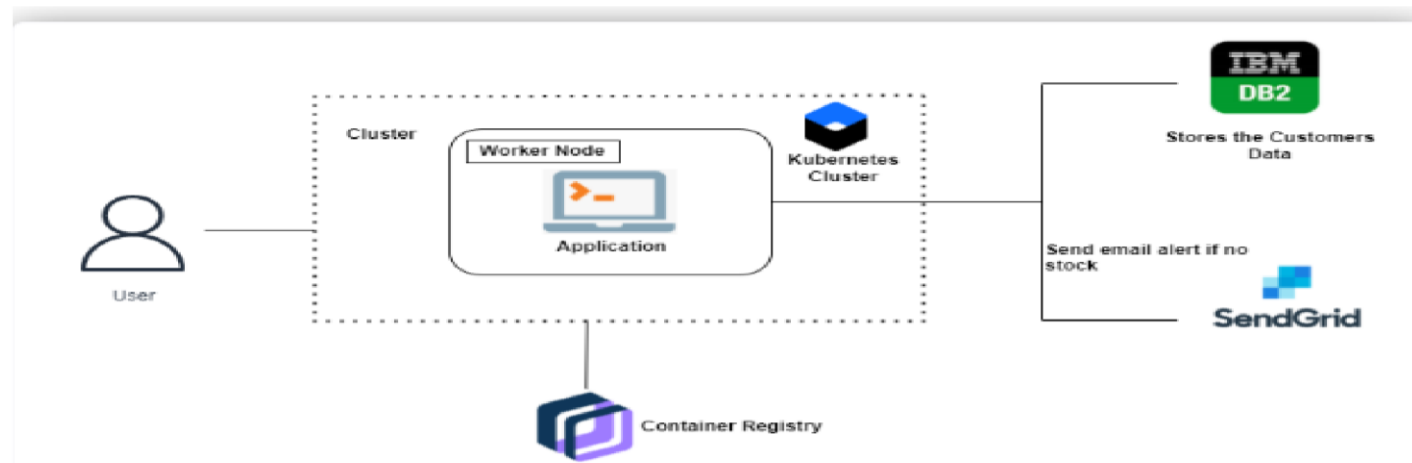 IBM
DB2
Stores the Customers
Data
Cluster
Worker Node
Kubernetes
Cluster
Application
User
Send email alert if no
stock
SendGrid
Container Registry